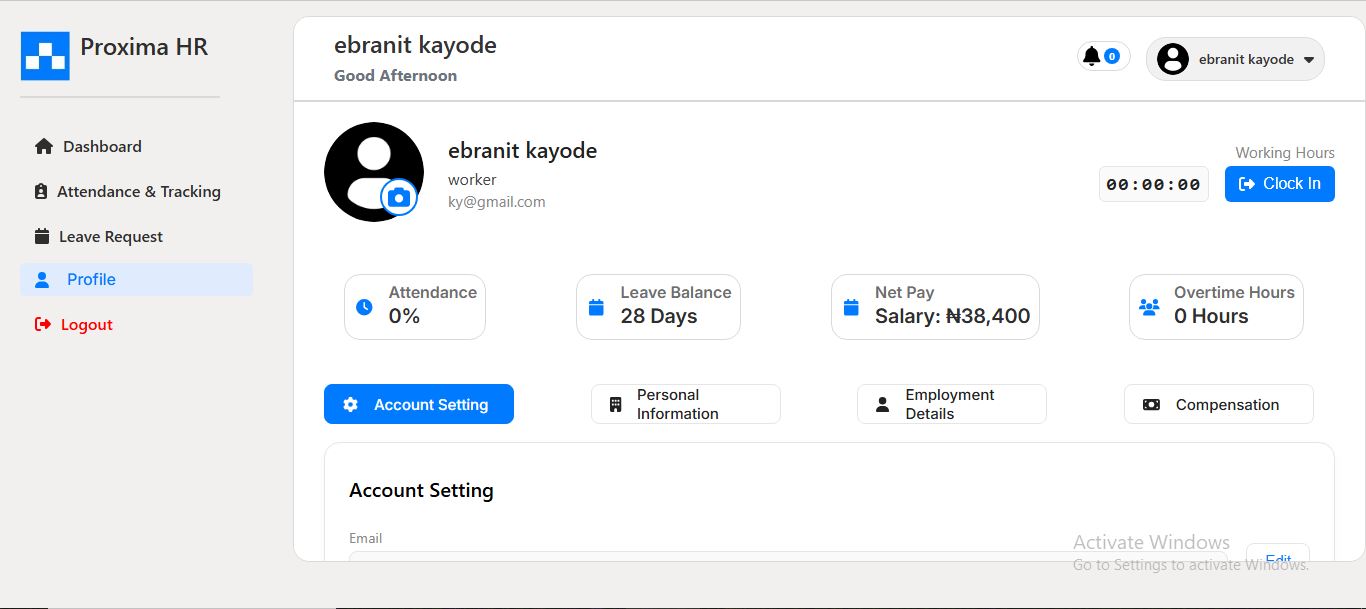 Proxima HR
Dashboard
Attendance & Tracking
Leave Request
Profile
Logout
ebranit kayode
Good Afternoon
0
ebranit kayode
ebranit kayode
worker
ky@gmail.com
Working Hours
00:00:00
Clock In
Attendance
0%
Leave Balance
28 Days
Net Pay
Salary: ₦38,400
Overtime Hours
0 Hours
Account Setting
Personal
Information
Employment
Details
Compensation
Account Setting
Email
Edit
Activate Windows
Go to Settings to activate Windows.